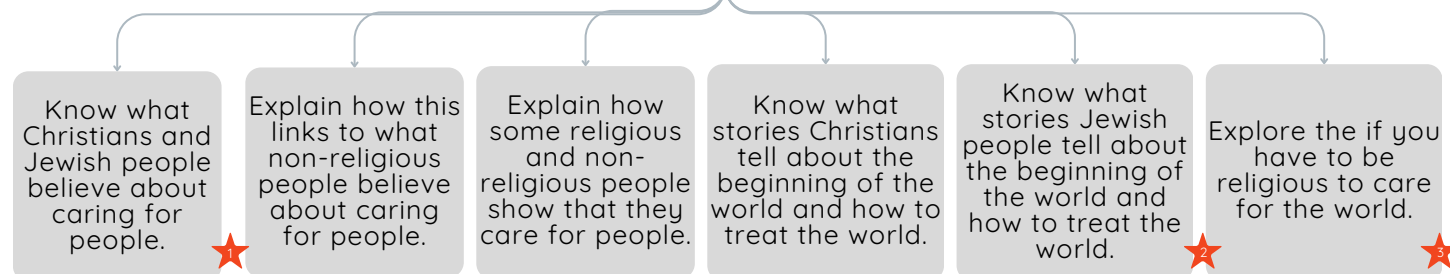 Know what
Christians and
Jewish people
believe about
caring for
people.
1
Explain how this
links to what
non-religious
people believe
about caring
for people.
Explain how
some religious
and non-
religious people
show that they
care for people.
Know what
stories Christians
tell about the
beginning of the
world and how to
treat the world.
Know what
stories Jewish
people tell about
the beginning of
the world and
how to treat the
world.
2
Explore the if you
have to be
religious to care
for the world.
3